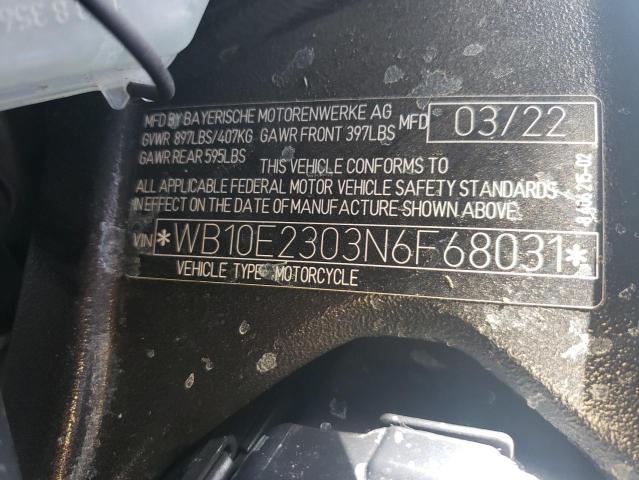 MFD BY BAYERISCHE MOTORENWERKE AG MFD 03/22
GVWR 897LBS/407KG GAWR FRONT 397LBS
GAWR REAR 595LBS
THIS VEHICLE CONFORMS TO
ALL APPLICABLE FEDERAL MOTOR VEHICLE SAFETY STANDARDS
IN EFFECT ON THE DATE OF MANUFACTURE SHOWN ABOVE.
VIN *WB10E2303N6F68031*
VEHICLE TYPE: MOTORCYCLE